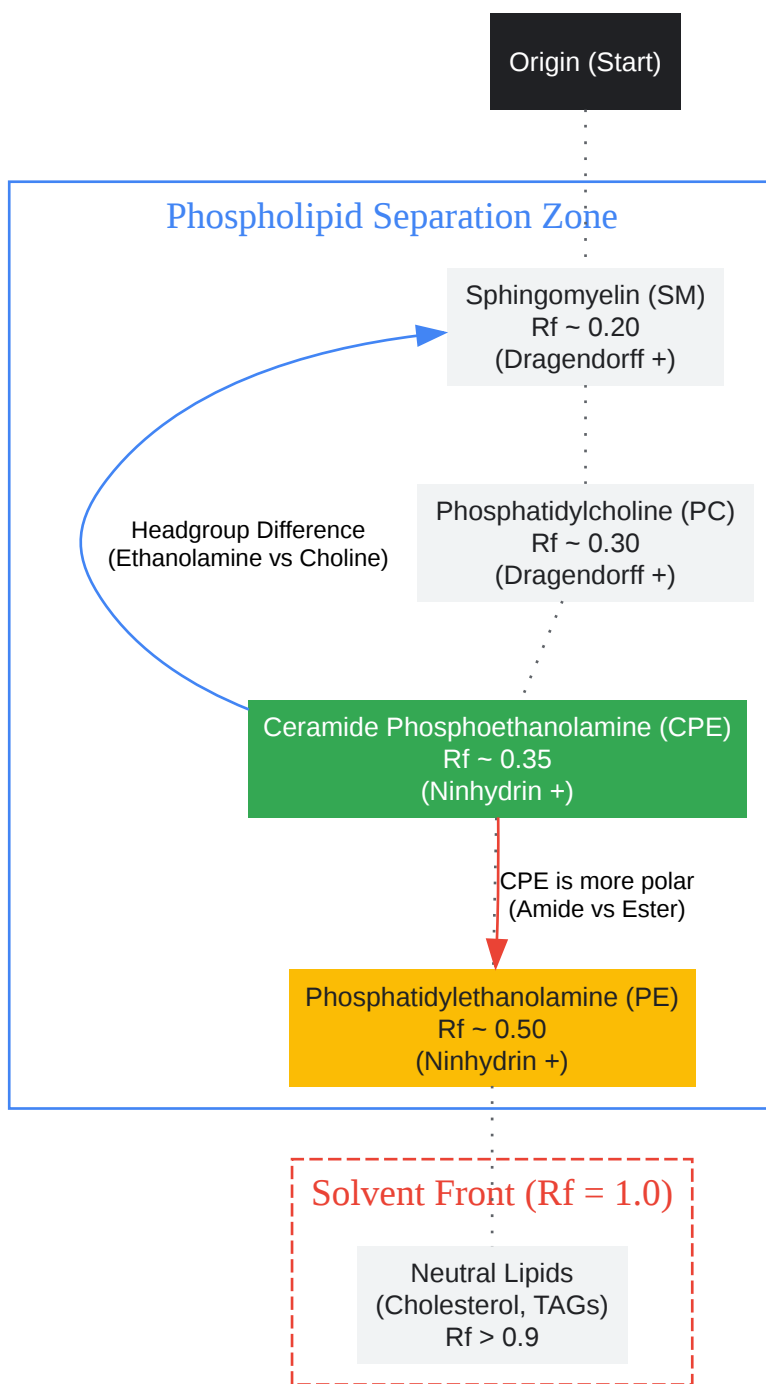 Origin (Start)
Phospholipid Separation Zone
Sphingomyelin (SM)
Rf ~ 0.20
(Dragendorff +)
Phosphatidylcholine (PC)
Rf ~ 0.30
(Dragendorff +)
Headgroup Difference
(Ethanolamine vs Choline)
Ceramide Phosphoethanolamine (CPE)
Rf ~ 0.35
(Ninhydrin +)
CPE is more polar
(Amide vs Ester)
Phosphatidylethanolamine (PE)
Rf ~ 0.50
(Ninhydrin +)
Solvent Front (Rf = 1.0)
Neutral Lipids
(Cholesterol, TAGs)
Rf > 0.9